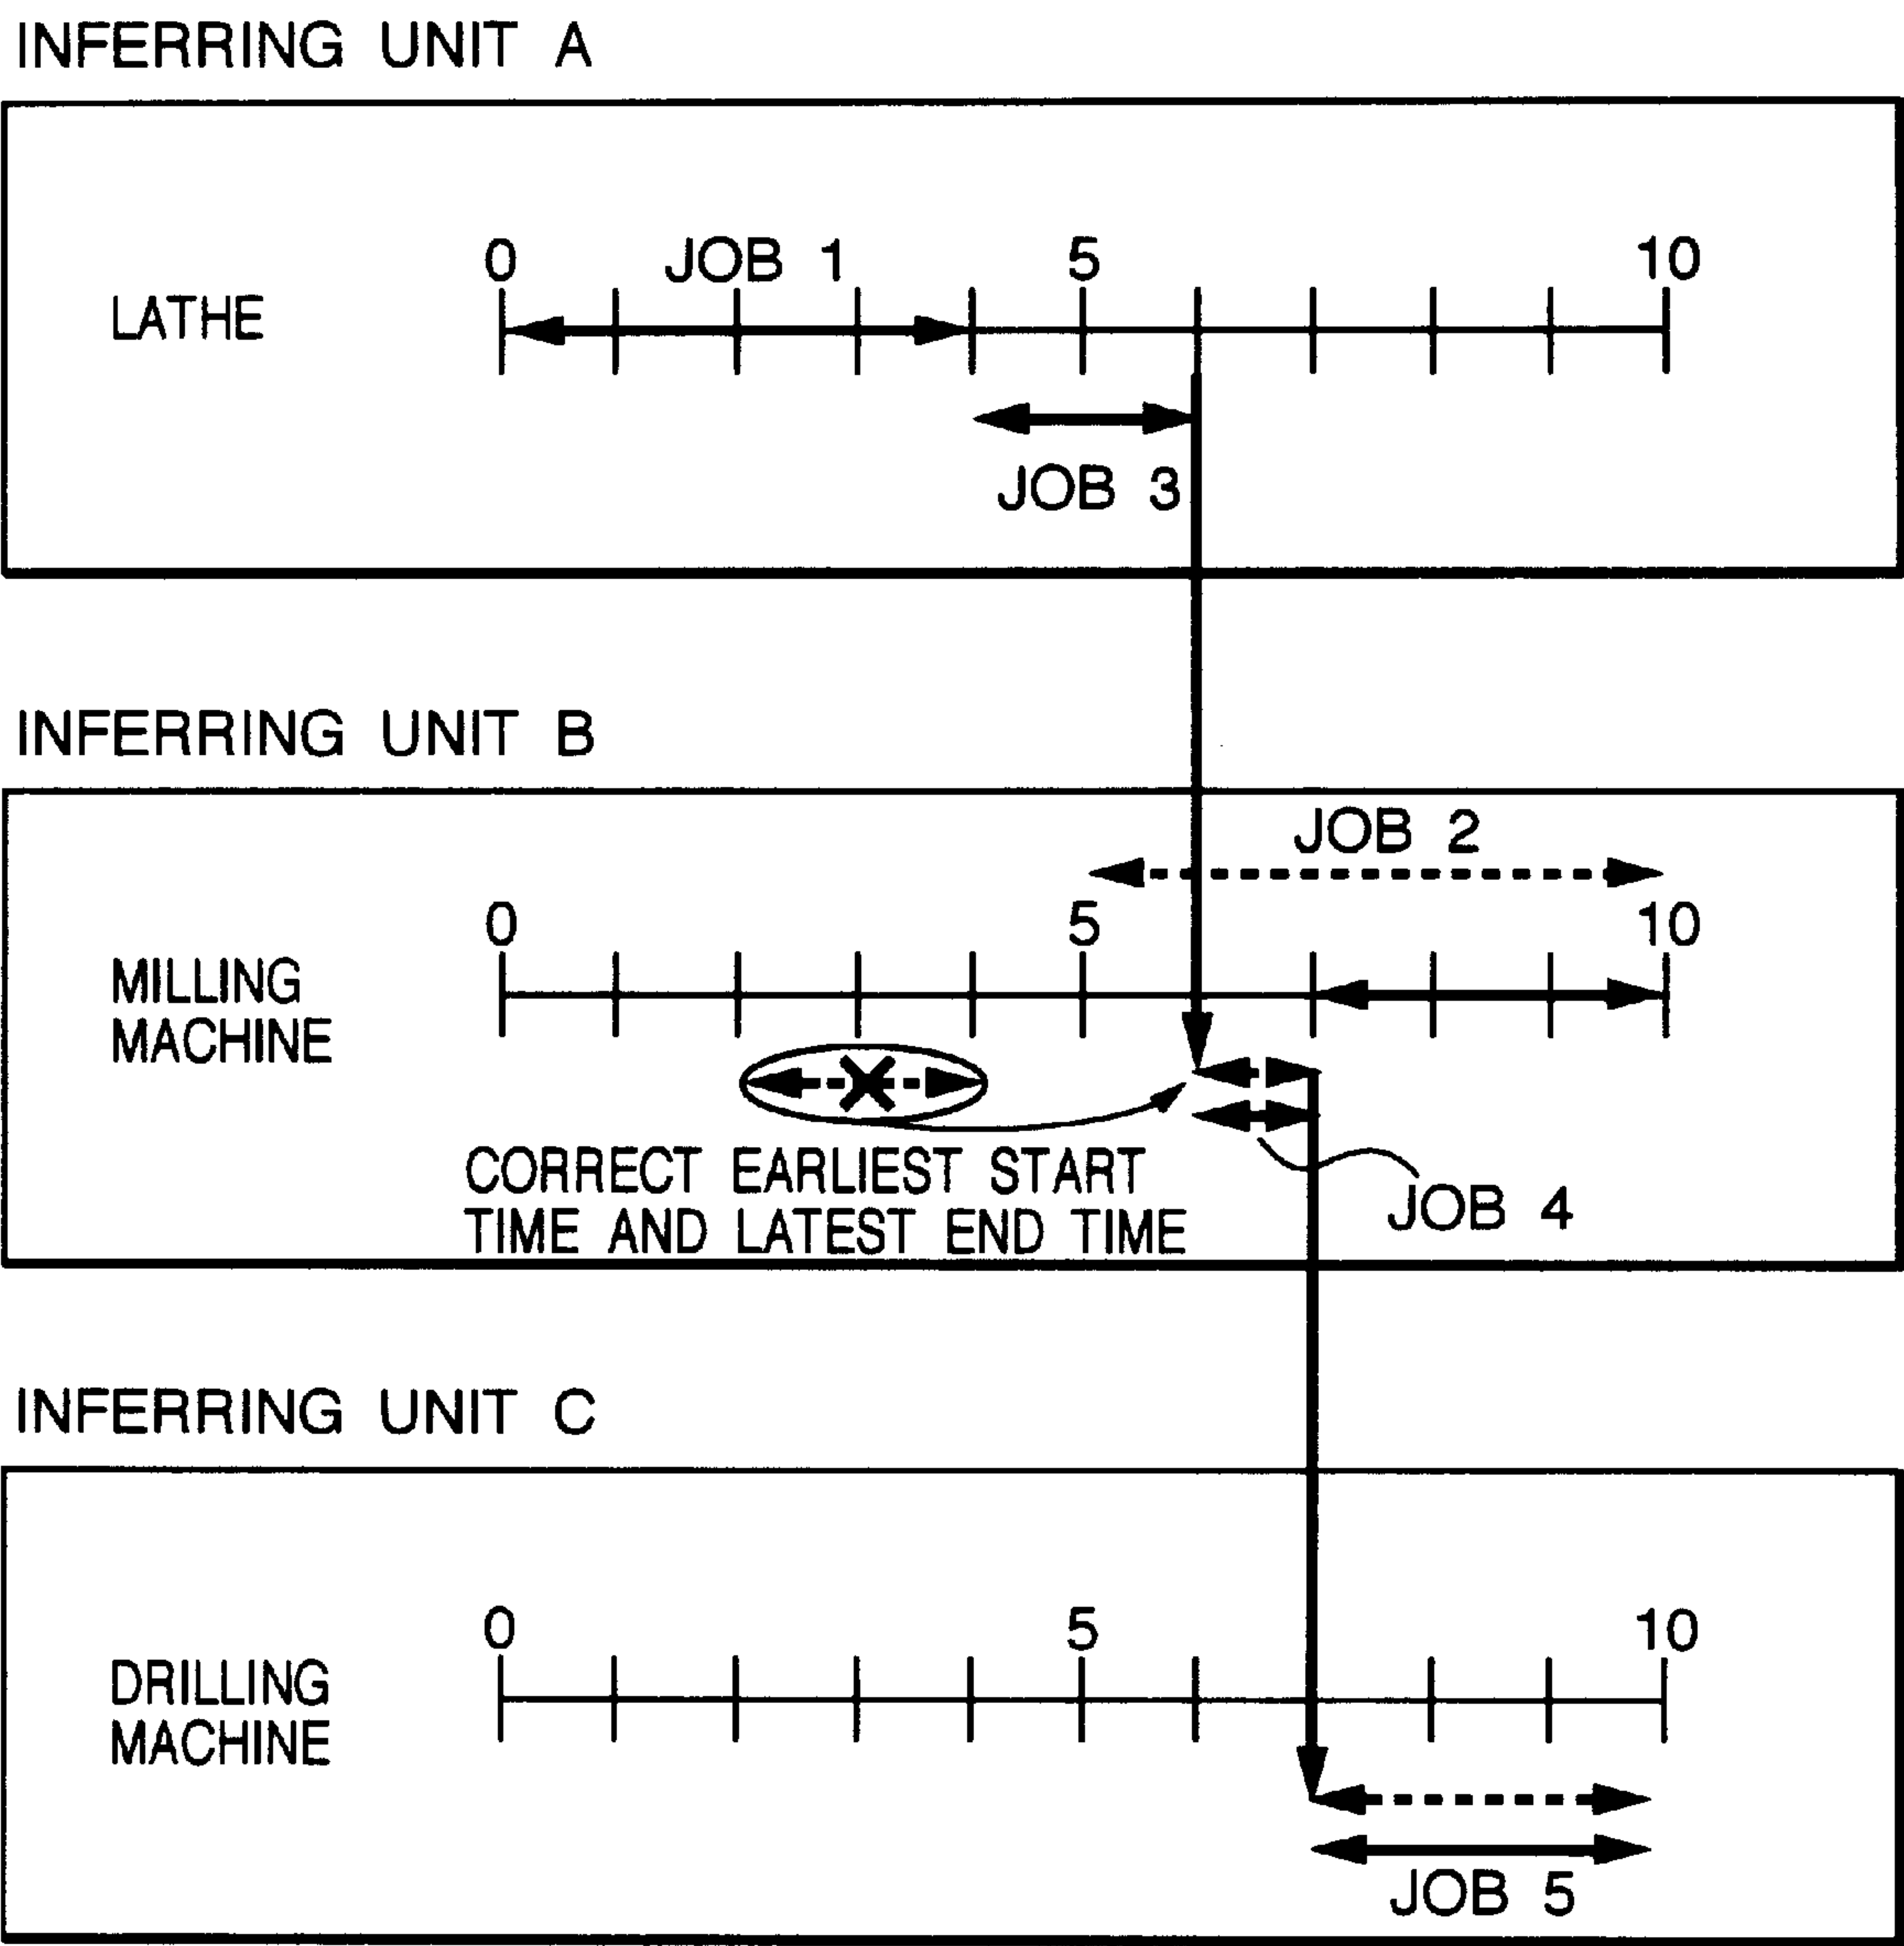 INFERRING UNIT A
0 JOB 1 5 10
LATHE
JOB 3
INFERRING UNIT B
JOB 2
0 5 10
MILLING
MACHINE
CORRECT EARLIEST START
TIME AND LATEST END TIME
JOB 4
INFERRING UNIT C
0 5 10
DRILLING
MACHINE
JOB 5